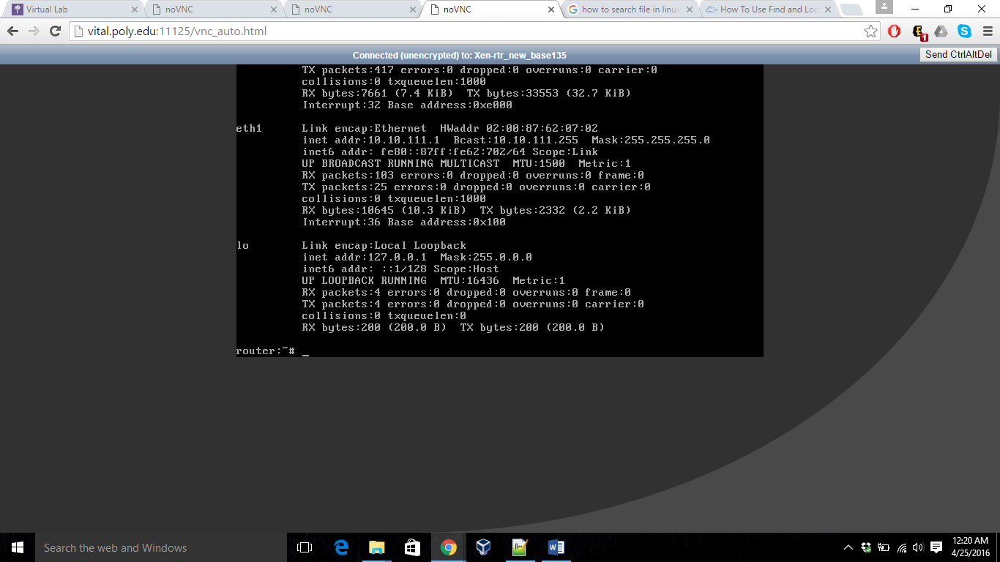 Virtual Lab
noVNC
noVNC
noVNC
how to search file in linu
How To Use Find and Loc
vital.poly.edu:11125/vnc_auto.html
1
Connected (unencrypted) to: Xen-rtr_new_base135
Send CtrlAltDel
TX packets:417 errors:0 dropped:0 overruns:0 carrier:0
collisions:0 txqueuelen:1000
RX bytes:7661 (7.4 KiB)  TX bytes:33553 (32.7 KiB)
Interrupt:32 Base address:0xe000
eth1 Link encap:Ethernet  HWaddr 02:00:87:62:07:02
inet addr:10.10.111.1  Bcast:10.10.111.255  Mask:255.255.255.0
inet6 addr: fe80::87ff:fe62:702/64 Scope:Link
UP BROADCAST RUNNING MULTICAST  MTU:1500  Metric:1
RX packets:103 errors:0 dropped:0 overruns:0 frame:0
TX packets:25 errors:0 dropped:0 overruns:0 carrier:0
collisions:0 txqueuelen:1000
RX bytes:10645 (10.3 KiB)  TX bytes:2332 (2.2 KiB)
Interrupt:36 Base address:0x100
lo Link encap:Local Loopback
inet addr:127.0.0.1  Mask:255.0.0.0
inet6 addr: ::1/128 Scope:Host
UP LOOPBACK RUNNING  MTU:16436  Metric:1
RX packets:4 errors:0 dropped:0 overruns:0 frame:0
TX packets:4 errors:0 dropped:0 overruns:0 carrier:0
collisions:0 txqueuelen:0
RX bytes:200 (200.0 B)  TX bytes:200 (200.0 B)
router:~# _
Search the web and Windows
12:20 AM
4/25/2016